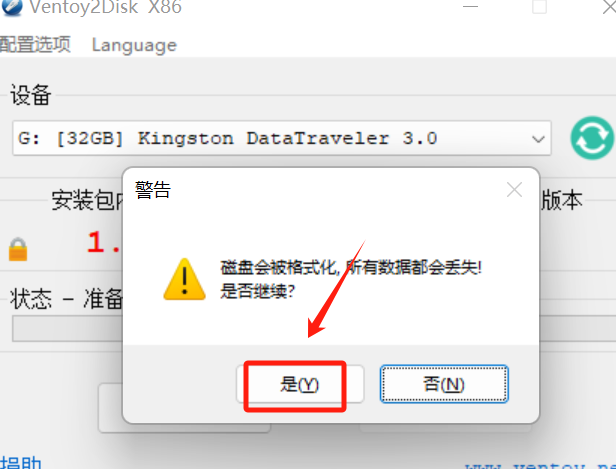 Ventoy2Disk X86
配置选项 Language
设备
G: [32GB] Kingston DataTraveler 3.0
警告
安装包
版本
1.
磁盘会被格式化, 所有数据都会丢失!
是否继续?
状态 - 准备
是(Y) 否(N)
捐助 www.ventoy.ne